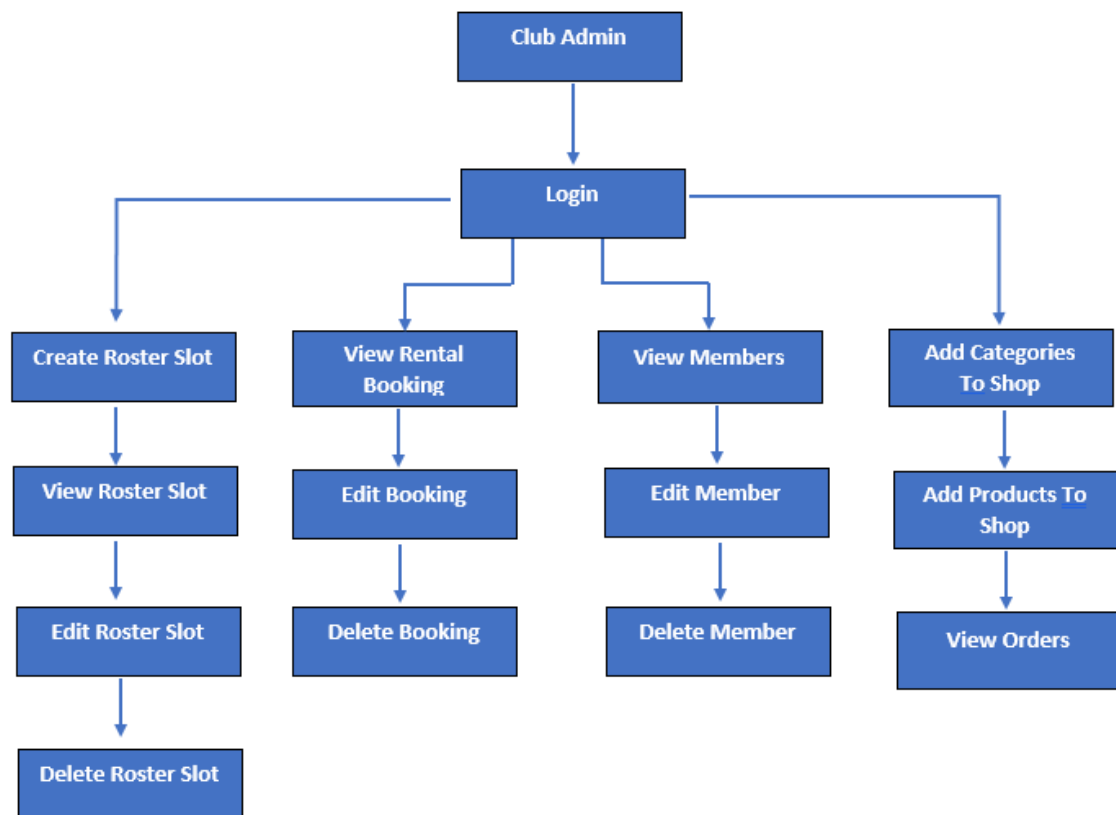 Club Admin
Login
Create Roster Slot
View Rental
Booking
View Members
Add Categories
To Shop
View Roster Slot
Edit Booking
Edit Member
Add Products To
Shop
Edit Roster Slot
Delete Booking
Delete Member
View Orders
Delete Roster Slot